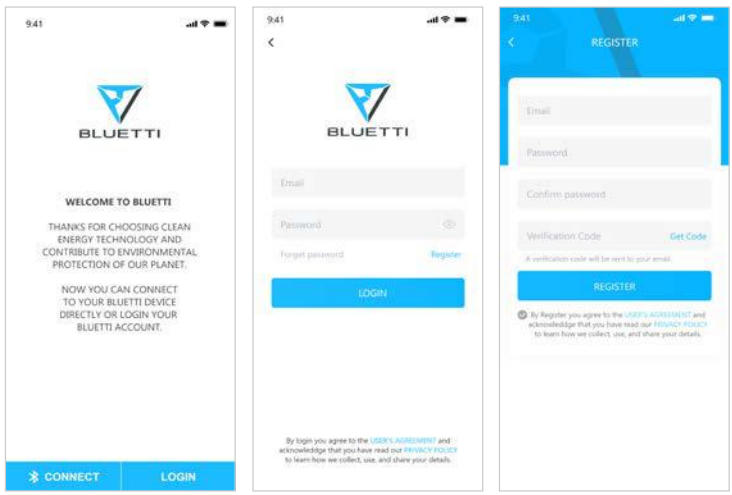 9:41
BLUETTI
WELCOME TO BLUETTI
THANKS FOR CHOOSING CLEAN
ENERGY TECHNOLOGY AND
CONTRIBUTE TO ENVIRONMENTAL
PROTECTION OF OUR PLANET.
NOW YOU CAN CONNECT
TO YOUR BLUETTI DEVICE
DIRECTLY OR LOGIN YOUR
BLUETTI ACCOUNT.
CONNECT LOGIN
9:41
BLUETTI
Email
Password
Forget password Register
LOGIN
By login you agree to the USER'S AGREEMENT and
acknowleddge that you have read our PRIVACY POLICY
to learn how we collect, use, and share your details.
9:41
REGISTER
Email
Password
Confirm password
Verification Code Get Code
A verification code will be sent to your email.
REGISTER
By Register you agree to the USER'S AGREEMENT and
acknowleddge that you have read our PRIVACY POLICY
to learn how we collect, use, and share your details.